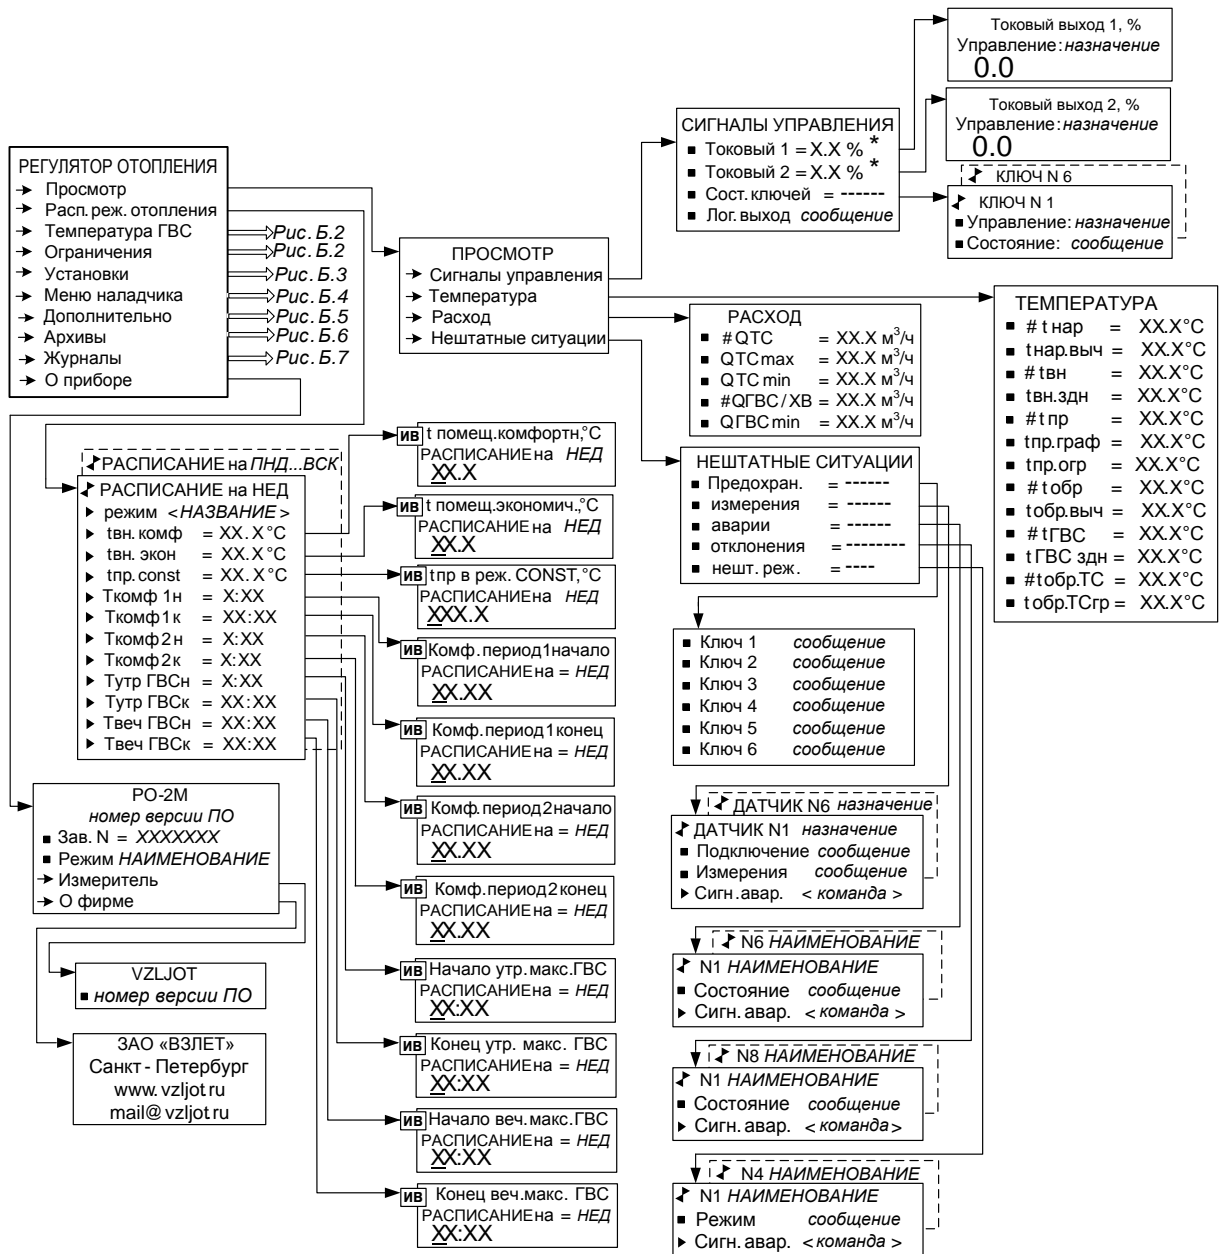 Токовый выход 1, %
Управление: назначение
0.0
Токовый выход 2, %
Управление: назначение
0.0
СИГНАЛЫ УПРАВЛЕНИЯ
Токовый 1 = X.X % *
Токовый 2 = X.X % *
Сост. ключей = ------
Лог. выход сообщение
КЛЮЧ N 6
КЛЮЧ N 1
Управление: назначение
Состояние: сообщение
РЕГУЛЯТОР ОТОПЛЕНИЯ
Просмотр
Расп. реж. отопления
Температура ГВС
Ограничения
Установки
Меню наладчика
Дополнительно
Архивы
Журналы
О приборе
Рис. Б.2
Рис. Б.2
Рис. Б.3
Рис. Б.4
Рис. Б.5
Рис. Б.6
Рис. Б.7
ПРОСМОТР
Сигналы управления
Температура
Расход
Нештатные ситуации
РАСХОД
# QTC = XX.X м³/ч
QTC max = XX.X м³/ч
QTC min = XX.X м³/ч
#QГВС/ХВ = XX.X м³/ч
QГВС min = XX.X м³/ч
ТЕМПЕРАТУРА
# t нар = XX.X°C
tнар.выч = XX.X°C
# tвн = XX.X°C
tвн.здн = XX.X°C
# t пр = XX.X°C
tпр.граф = XX.X°C
tпр.огр = XX.X°C
# t обр = XX.X°C
tобр.выч = XX.X°C
# tГВС = XX.X°C
tГВС здн = XX.X°C
#tобр.ТС = XX.X°C
tобр.ТСгр = XX.X°C
НЕШТАТНЫЕ СИТУАЦИИ
Предохран. = ------
измерения = ------
аварии = ------
отклонения = --------
нешт. реж. = ----
РАСПИСАНИЕ на ПНД...ВСК
РАСПИСАНИЕ на НЕД
режим <НАЗВАНИЕ>
tвн. комф = XX.X°C
tвн. экон = XX.X°C
tпр. const = XX.X°C
Ткомф 1н = X:XX
Ткомф 1к = XX:XX
Ткомф 2н = X:XX
Ткомф 2к = XX:XX
Тутр ГВСн = X:XX
Тутр ГВСк = XX:XX
Твеч ГВСн = XX:XX
Твеч ГВСк = XX:XX
ИВ t помещ.комфортн,°C
РАСПИСАНИЕ на НЕД
XX.X
ИВ t помещ.экономич.,°C
РАСПИСАНИЕ на НЕД
XX.X
ИВ tпр в реж. CONST,°C
РАСПИСАНИЕ на НЕД
XXX.X
ИВ Комф. период 1 начало
РАСПИСАНИЕ на = НЕД
XX.XX
ИВ Комф. период 1 конец
РАСПИСАНИЕ на = НЕД
XX.XX
ИВ Комф. период 2 начало
РАСПИСАНИЕ на = НЕД
XX.XX
ИВ Комф. период 2 конец
РАСПИСАНИЕ на = НЕД
XX.XX
ИВ Начало утр. макс. ГВС
РАСПИСАНИЕ на = НЕД
XX:XX
ИВ Конец утр. макс. ГВС
РАСПИСАНИЕ на = НЕД
XX:XX
ИВ Начало веч. макс. ГВС
РАСПИСАНИЕ на = НЕД
XX:XX
ИВ Конец веч. макс. ГВС
РАСПИСАНИЕ на = НЕД
XX:XX
Ключ 1 сообщение
Ключ 2 сообщение
Ключ 3 сообщение
Ключ 4 сообщение
Ключ 5 сообщение
Ключ 6 сообщение
ДАТЧИК N6 назначение
ДАТЧИК N1 назначение
Подключение сообщение
Измерения сообщение
Сигн. авар. < команда >
N6 НАИМЕНОВАНИЕ
N1 НАИМЕНОВАНИЕ
Состояние сообщение
Сигн. авар. < команда >
N8 НАИМЕНОВАНИЕ
N1 НАИМЕНОВАНИЕ
Состояние сообщение
Сигн. авар. < команда >
N4 НАИМЕНОВАНИЕ
N1 НАИМЕНОВАНИЕ
Режим сообщение
Сигн. авар. < команда >
РО-2М
номер версии ПО
Зав. N = XXXXXXX
Режим НАИМЕНОВАНИЕ
Измеритель
О фирме
VZLJOT
номер версии ПО
ЗАО «ВЗЛЕТ»
Санкт - Петербург
www. vzljot ru
mail@ vzljot ru